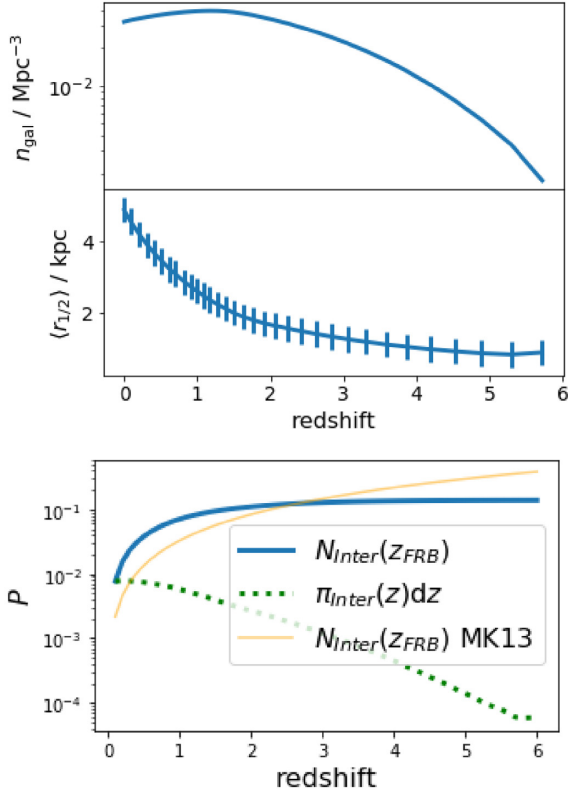 n_gal / Mpc⁻³
10⁻²
⟨r_1/2⟩ / kpc
4
2
0 1 2 3 4 5 6
redshift
P
10⁻¹
10⁻²
10⁻³
10⁻⁴
N_Inter(z_FRB)
π_Inter(z)dz
N_Inter(z_FRB) MK13
0 1 2 3 4 5 6
redshift